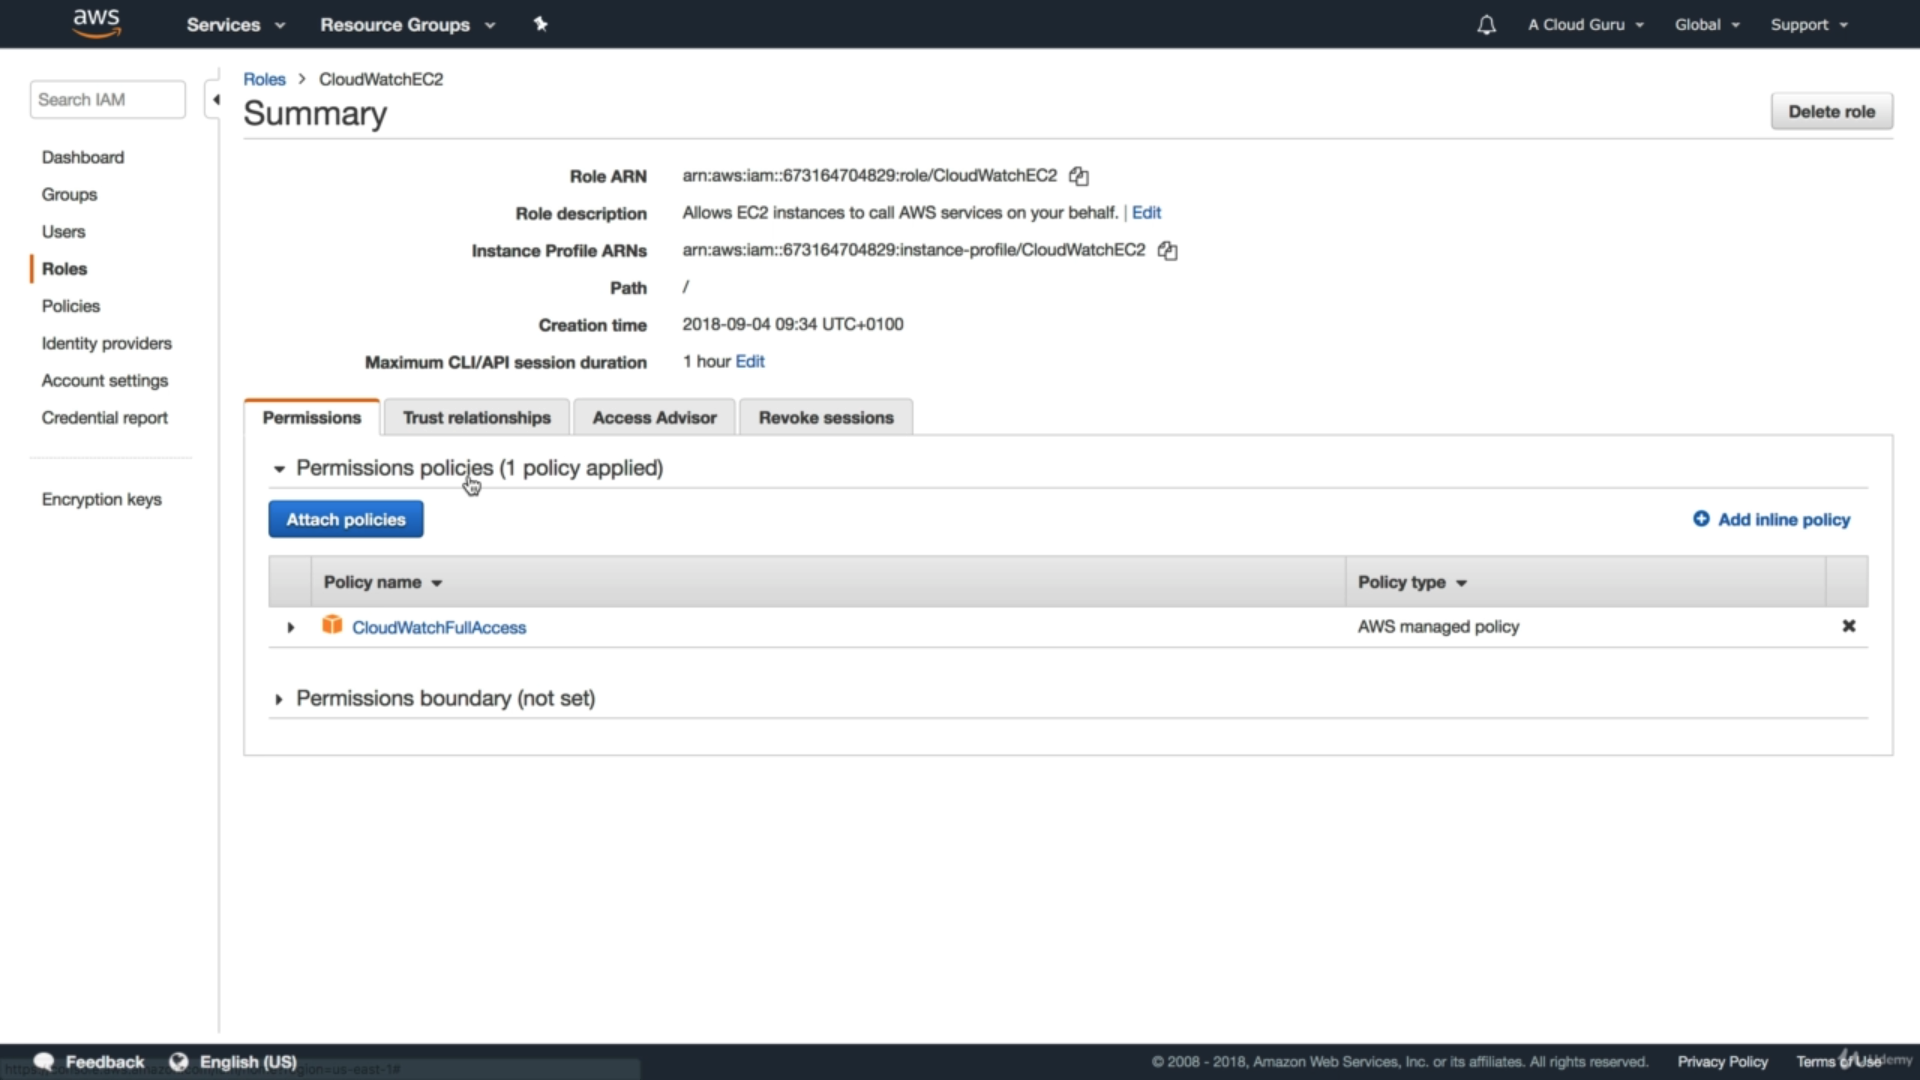 aws Services Resource Groups A Cloud Guru Global Support
Search IAM
Dashboard
Groups
Users
Roles
Policies
Identity providers
Account settings
Credential report
Encryption keys
Roles > CloudWatchEC2
Summary
Delete role
Role ARN arn:aws:iam::673164704829:role/CloudWatchEC2
Role description Allows EC2 instances to call AWS services on your behalf. | Edit
Instance Profile ARNs arn:aws:iam::673164704829:instance-profile/CloudWatchEC2
Path /
Creation time 2018-09-04 09:34 UTC+0100
Maximum CLI/API session duration 1 hour Edit
Permissions Trust relationships Access Advisor Revoke sessions
Permissions policies (1 policy applied)
Attach policies Add inline policy
Policy name Policy type
CloudWatchFullAccess AWS managed policy
Permissions boundary (not set)
Feedback English (US) © 2008 - 2018, Amazon Web Services, Inc. or its affiliates. All rights reserved. Privacy Policy Terms of Use
Udemy